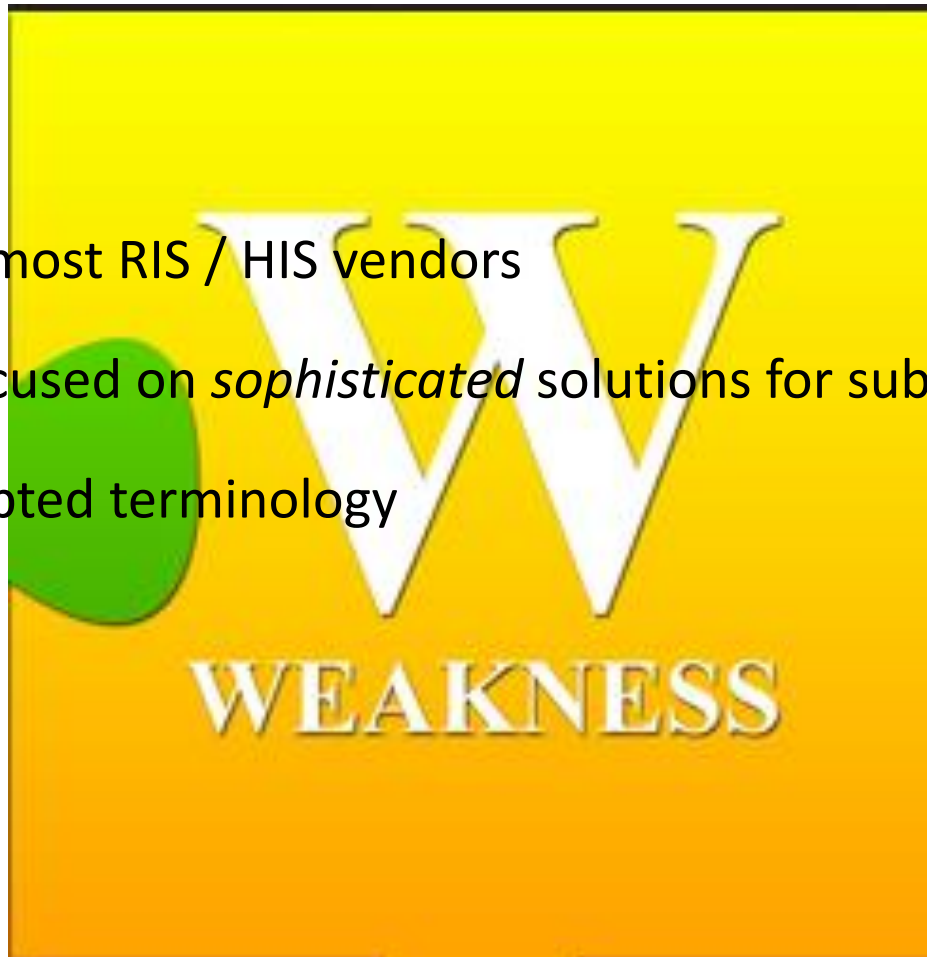 most RIS / HIS vendors
cused on sophisticated solutions for sub
pted terminology
W
WEAKNESS